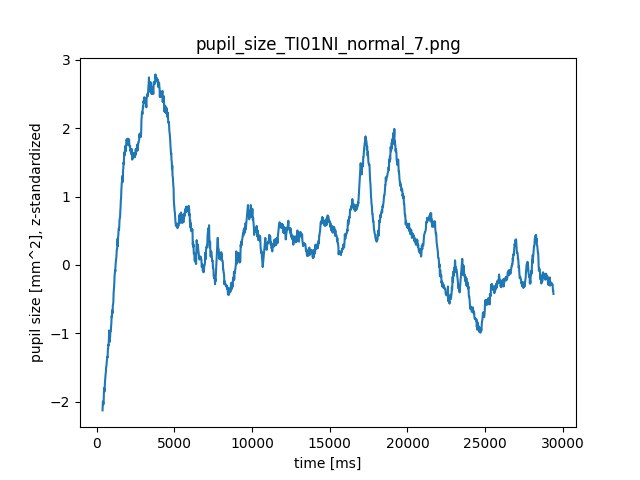 pupil_size_TI01NI_normal_7.png
pupil size [mm^2], z-standardized
3
2
1
0
−1
−2
0 5000 10000 15000 20000 25000 30000
time [ms]